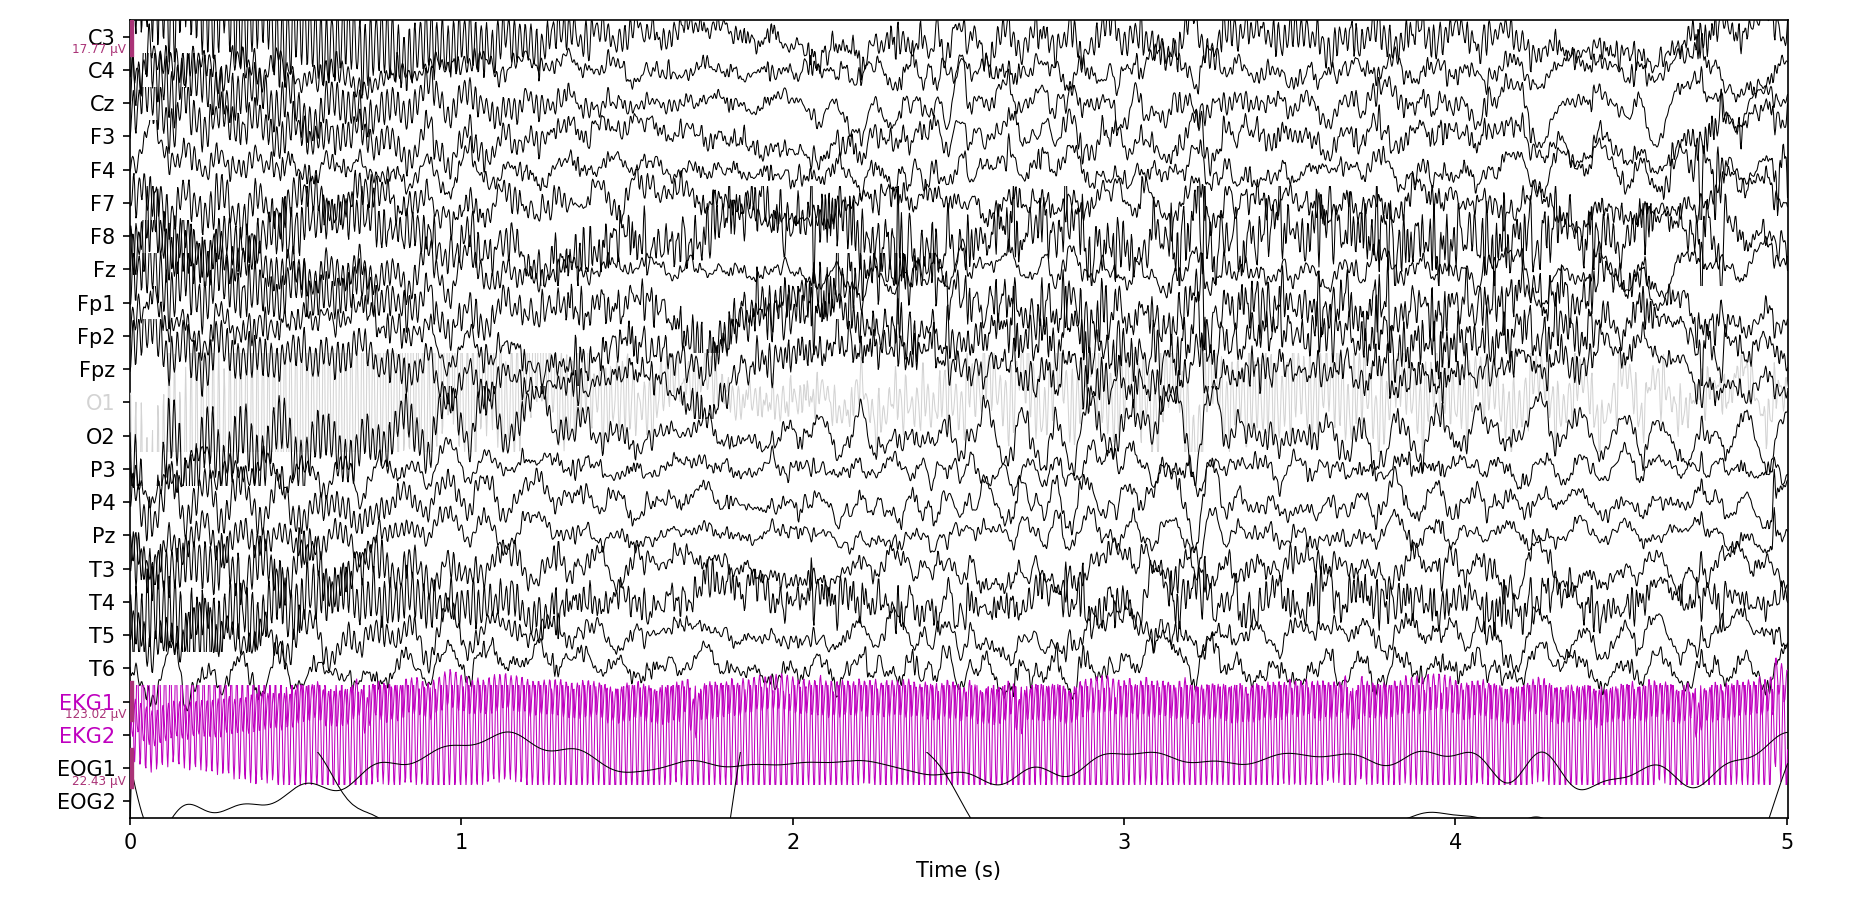 C3
17.77 µV
C4
Cz
F3
F4
F7
F8
Fz
Fp1
Fp2
Fpz
O1
O2
P3
P4
Pz
T3
T4
T5
T6
EKG1
123.02 µV
EKG2
EOG1
22.43 µV
EOG2
0 1 2 3 4 5
Time (s)